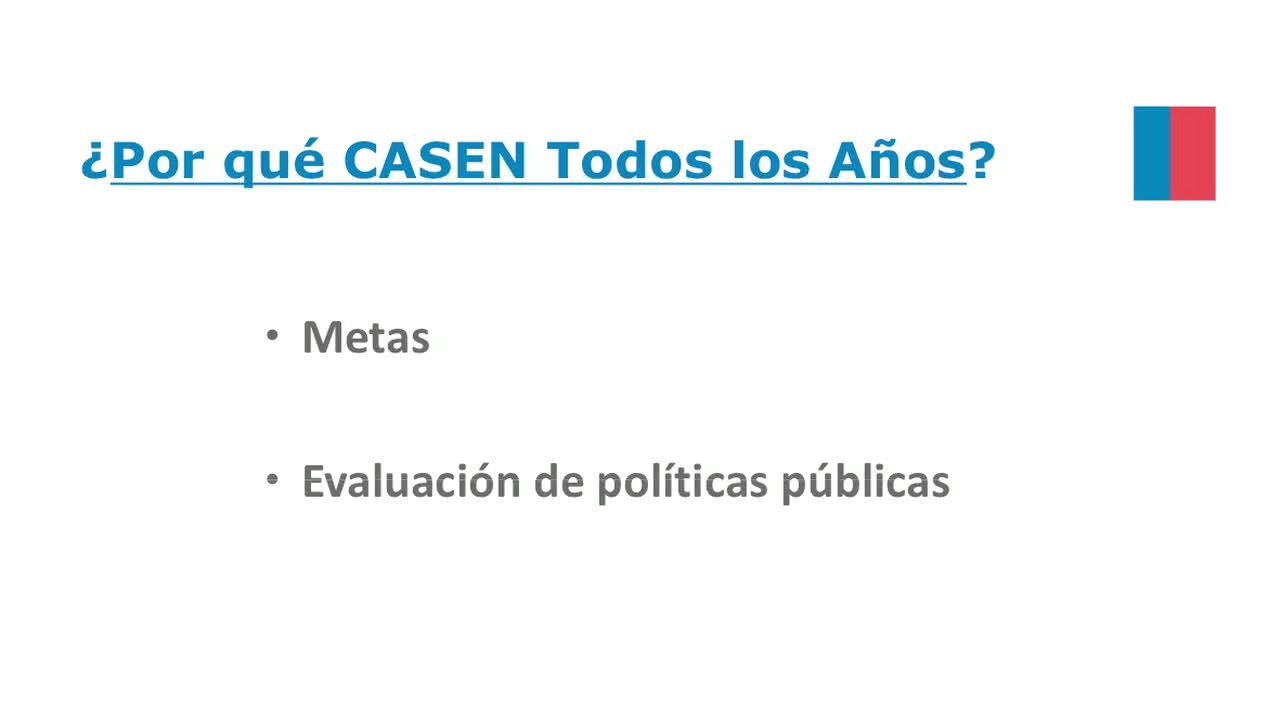 ¿Por qué CASEN Todos los Años?
• Metas
• Evaluación de políticas públicas